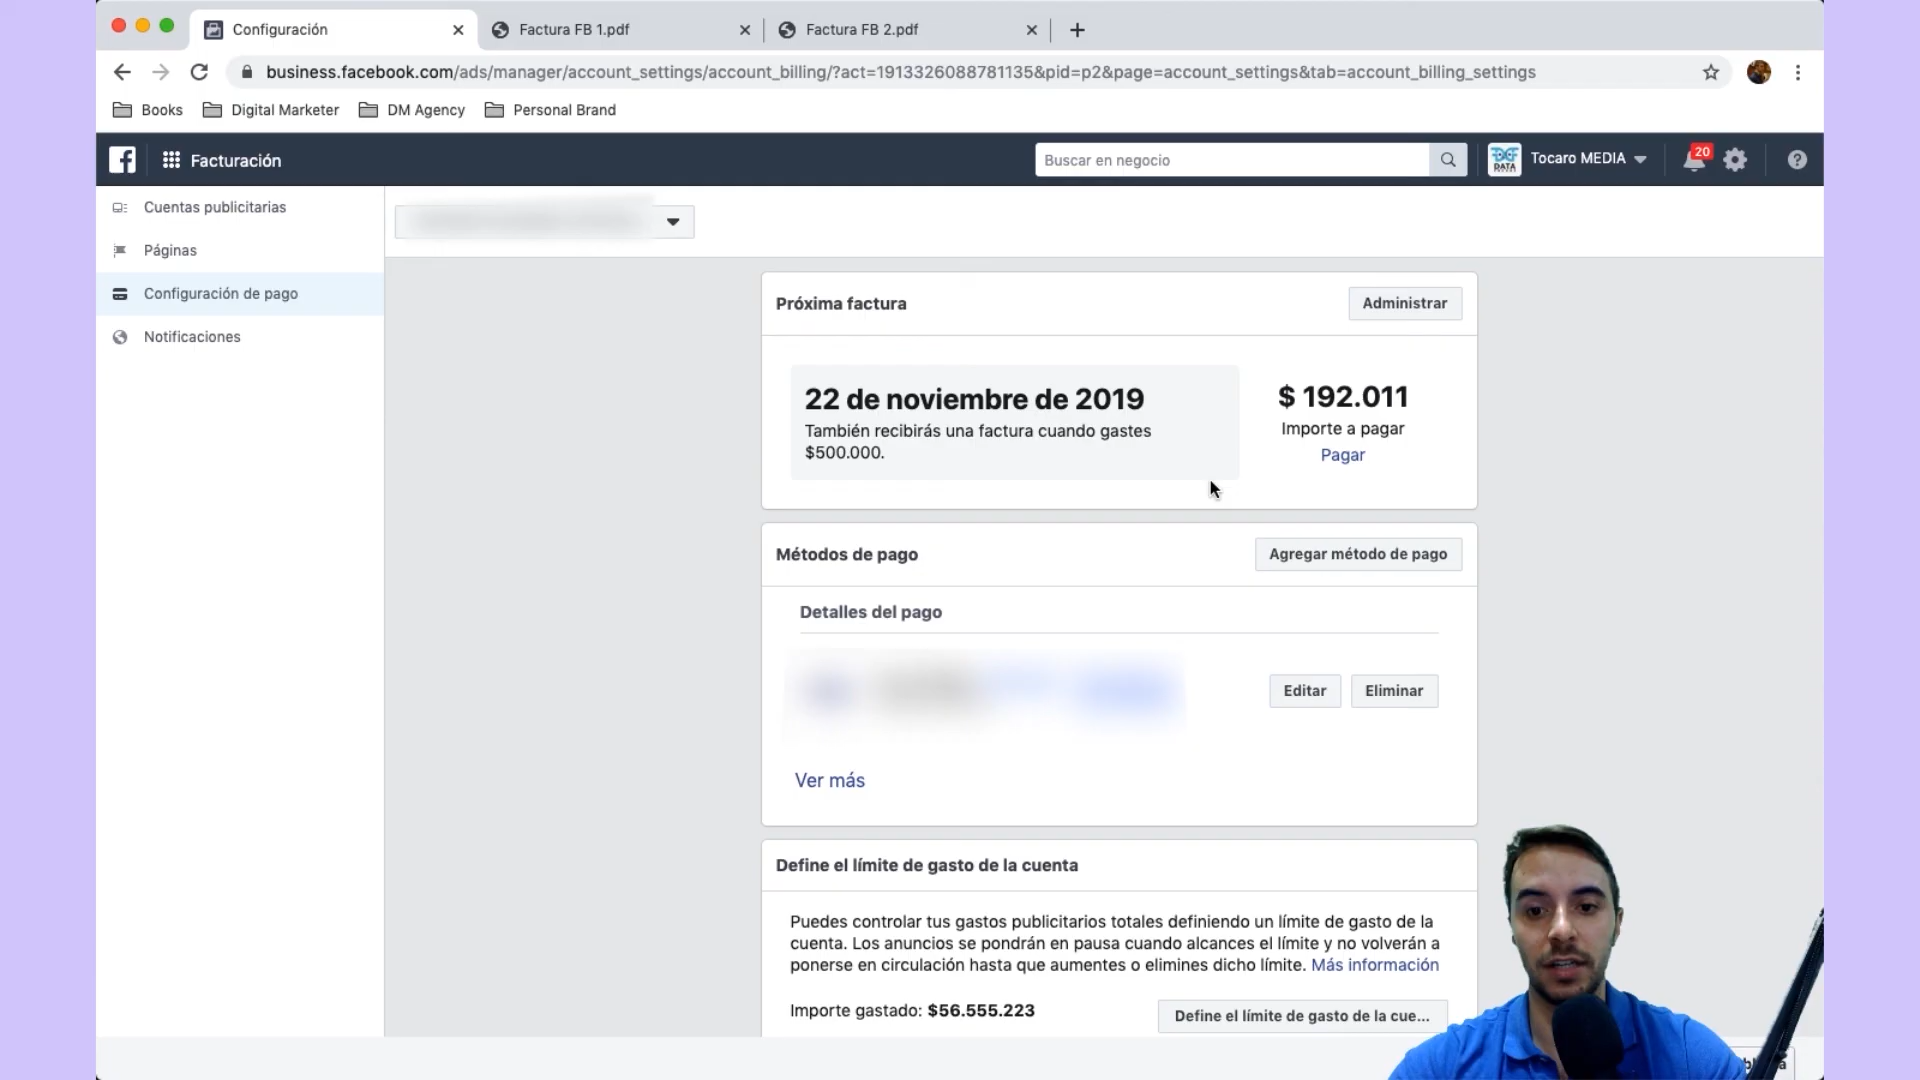 Configuración
Factura FB 1.pdf
Factura FB 2.pdf
business.facebook.com/ads/manager/account_settings/account_billing/?act=1913326088781135&pid=p2&page=account_settings&tab=account_billing_settings
Books
Digital Marketer
DM Agency
Personal Brand
Facturación
Buscar en negocio
DATA
Tocaro MEDIA
20
Cuentas publicitarias
Páginas
Configuración de pago
Notificaciones
Próxima factura
Administrar
22 de noviembre de 2019
También recibirás una factura cuando gastes
$500.000.
$ 192.011
Importe a pagar
Pagar
Métodos de pago
Agregar método de pago
Detalles del pago
Editar
Eliminar
Ver más
Define el límite de gasto de la cuenta
Puedes controlar tus gastos publicitarios totales definiendo un límite de gasto de la
cuenta. Los anuncios se pondrán en pausa cuando alcances el límite y no volverán a
ponerse en circulación hasta que aumentes o elimines dicho límite. Más información
Importe gastado: $56.555.223
Define el límite de gasto de la cue...